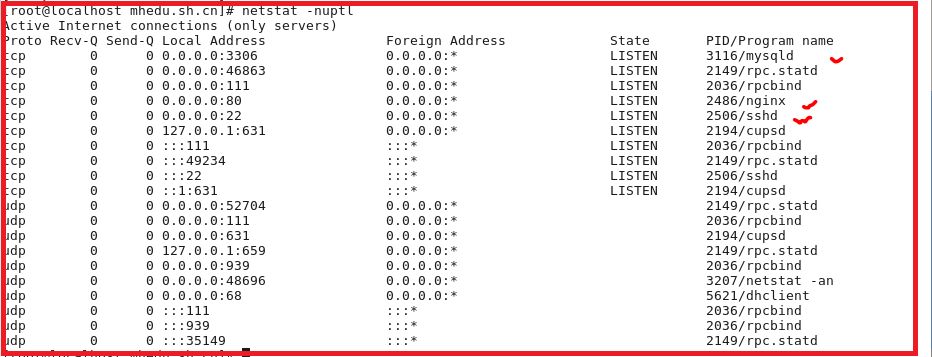 [root@localhost mhedu.sh.cn]# netstat -nuptl
Active Internet connections (only servers)
Proto Recv-Q Send-Q Local Address Foreign Address State PID/Program name
tcp 0 0 0.0.0.0:3306 0.0.0.0:* LISTEN 3116/mysqld
tcp 0 0 0.0.0.0:46863 0.0.0.0:* LISTEN 2149/rpc.statd
tcp 0 0 0.0.0.0:111 0.0.0.0:* LISTEN 2036/rpcbind
tcp 0 0 0.0.0.0:80 0.0.0.0:* LISTEN 2486/nginx
tcp 0 0 0.0.0.0:22 0.0.0.0:* LISTEN 2506/sshd
tcp 0 0 127.0.0.1:631 0.0.0.0:* LISTEN 2194/cupsd
tcp 0 0 :::111 :::* LISTEN 2036/rpcbind
tcp 0 0 :::49234 :::* LISTEN 2149/rpc.statd
tcp 0 0 :::22 :::* LISTEN 2506/sshd
tcp 0 0 ::1:631 :::* LISTEN 2194/cupsd
udp 0 0 0.0.0.0:52704 0.0.0.0:* 2149/rpc.statd
udp 0 0 0.0.0.0:111 0.0.0.0:* 2036/rpcbind
udp 0 0 0.0.0.0:631 0.0.0.0:* 2194/cupsd
udp 0 0 127.0.0.1:659 0.0.0.0:* 2149/rpc.statd
udp 0 0 0.0.0.0:939 0.0.0.0:* 2036/rpcbind
udp 0 0 0.0.0.0:48696 0.0.0.0:* 3207/netstat -an
udp 0 0 0.0.0.0:68 0.0.0.0:* 5621/dhclient
udp 0 0 :::111 :::* 2036/rpcbind
udp 0 0 :::939 :::* 2036/rpcbind
udp 0 0 :::35149 :::* 2149/rpc.statd